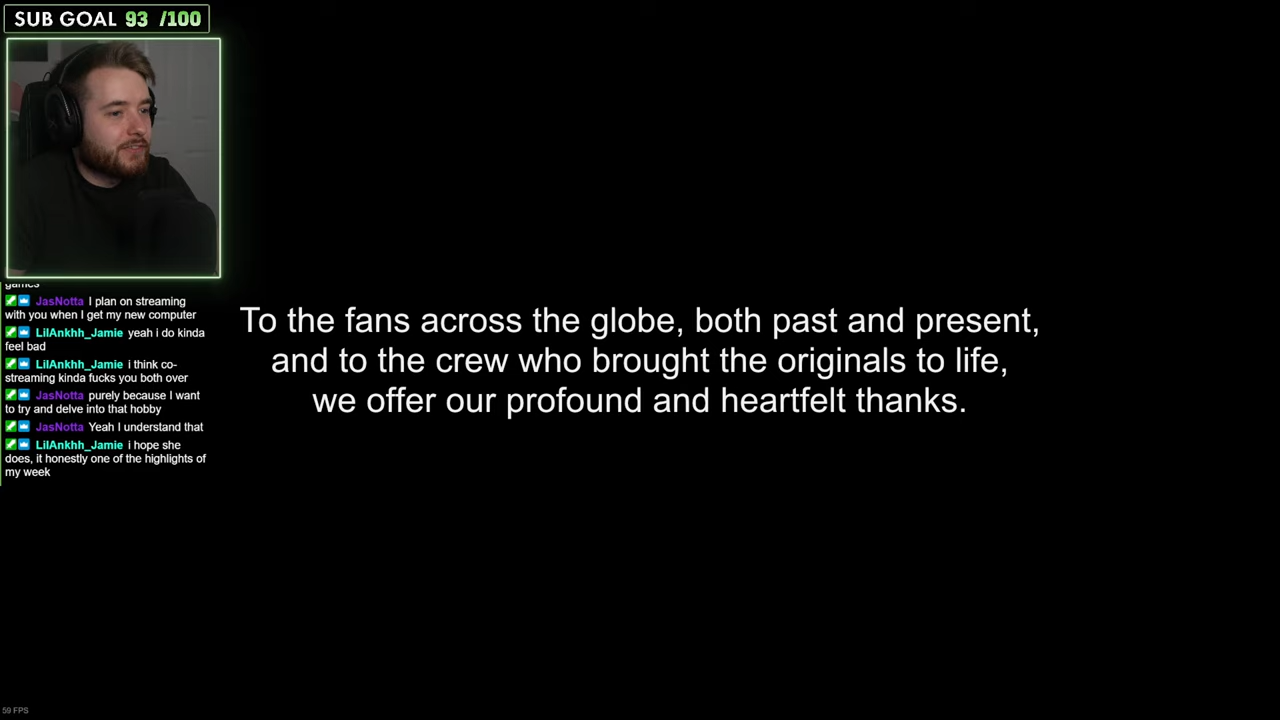 SUB GOAL 93 /100
games
JasNotta I plan on streaming
with you when I get my new computer
LilAnkhh_Jamie yeah i do kinda
feel bad
LilAnkhh_Jamie i think co-
streaming kinda fucks you both over
JasNotta purely because I want
to try and delve into that hobby
JasNotta Yeah I understand that
LilAnkhh_Jamie i hope she
does, it honestly one of the highlights of
my week
To the fans across the globe, both past and present,
and to the crew who brought the originals to life,
we offer our profound and heartfelt thanks.
59 FPS